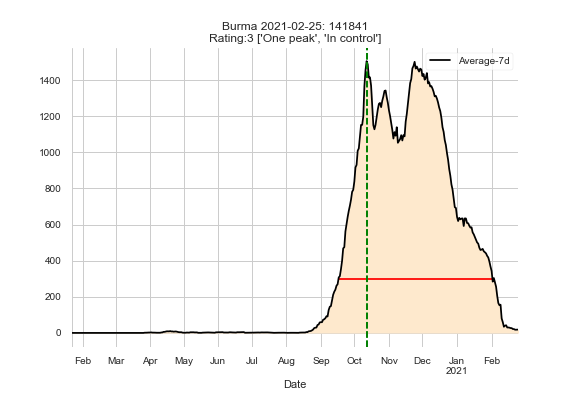 Burma 2021-02-25: 141841
Rating:3 ['One peak', 'In control']
Average-7d
1400
1200
1000
800
600
400
200
0
Feb Mar Apr May Jun Jul Aug Sep Oct Nov Dec Jan Feb
2021
Date